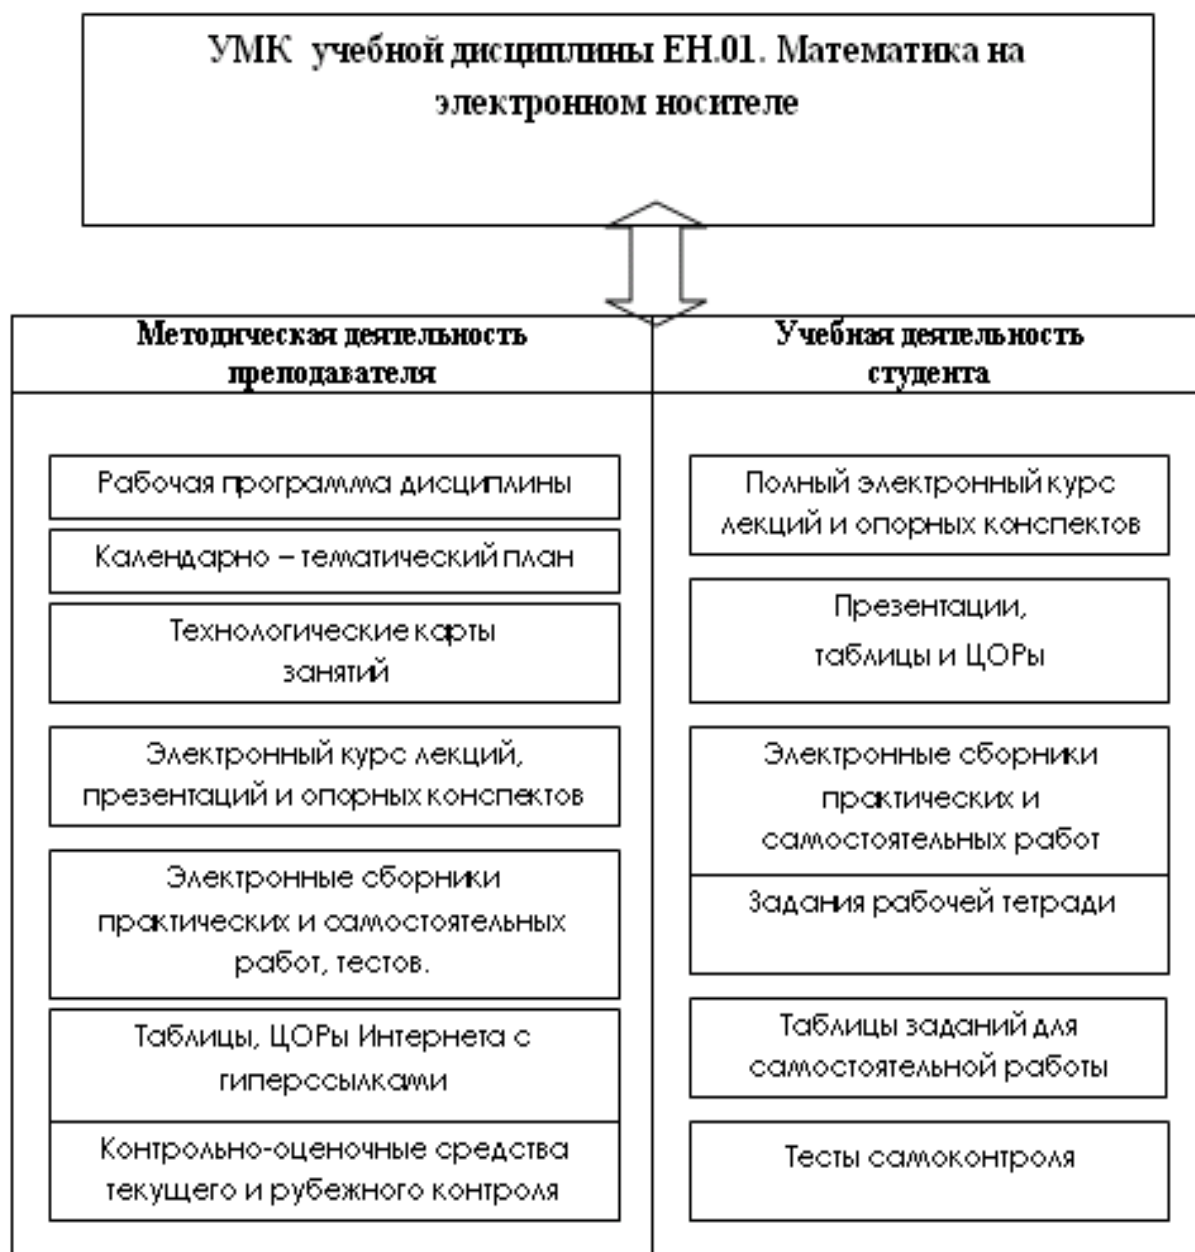 УМК учебной дисциплины ЕН.01. Математика на
электронном носителе
Методическая деятельность
преподавателя
Рабочая программа дисциплины
Календарно – тематический план
Технологические карты
занятий
Электронный курс лекций,
презентаций и опорных конспектов
Электронные сборники
практических и самостоятельных
работ, тестов.
Таблицы, ЦОРы Интернета с
гиперссылками
Контрольно-оценочные средства
текущего и рубежного контроля
Учебная деятельность
студента
Полный электронный курс
лекций и опорных конспектов
Презентации,
таблицы и ЦОРы
Электронные сборники
практических и
самостоятельных работ
Задания рабочей тетради
Таблицы заданий для
самостоятельной работы
Тесты самоконтроля